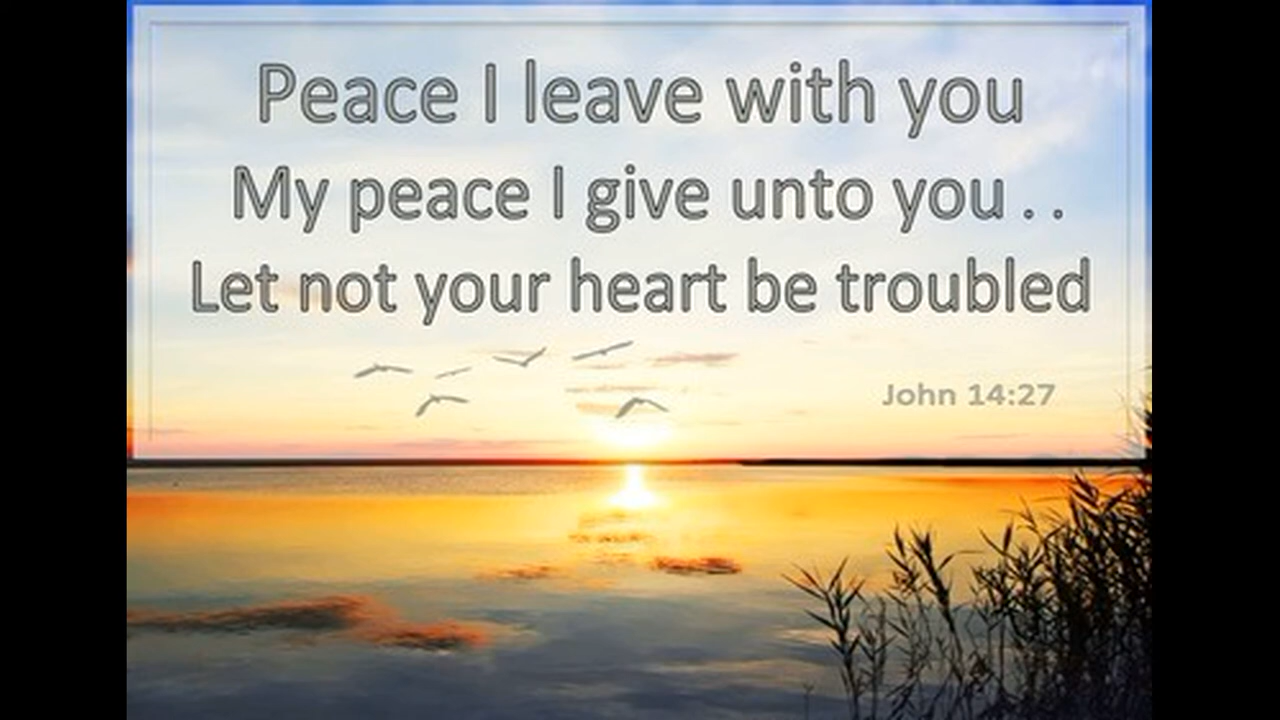 Peace I leave with you
My peace I give unto you . .
Let not your heart be troubled
John 14:27